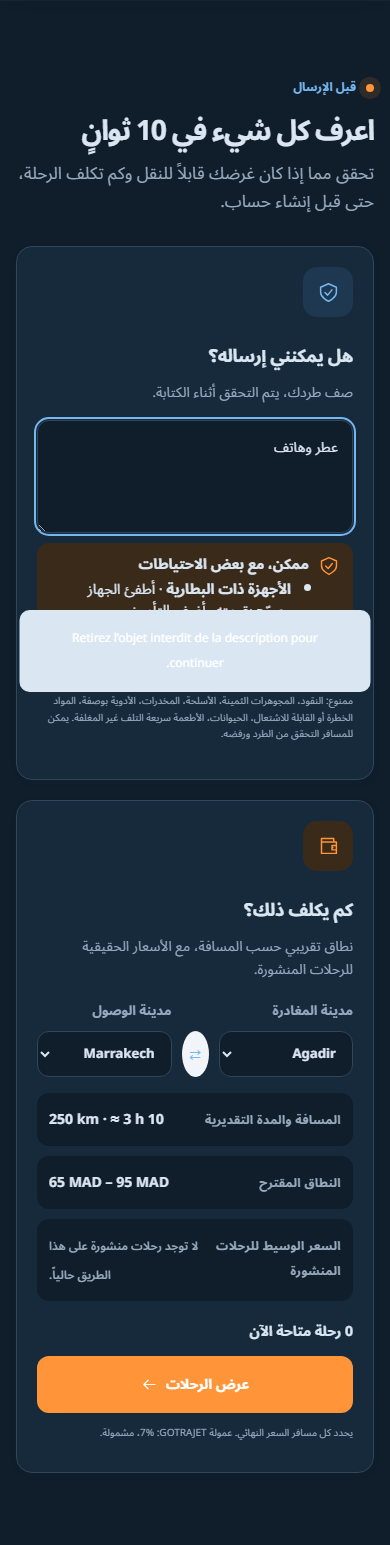 قبل الإرسال
اعرف كل شيء في 10 ثوانٍ
تحقق مما إذا كان غرضك قابلاً للنقل وكم تكلف الرحلة،
حتى قبل إنشاء حساب.
هل يمكنني إرساله؟
صف طردك، يتم التحقق أثناء الكتابة.
عطر وهاتف
ممكن، مع بعض الاحتياطات
الأجهزة ذات البطارية · أطفئ الجهاز
Retirez l'objet interdit de la description pour
continuer.
ممنوع: النقود، المجوهرات الثمينة، الأسلحة، المخدرات، الأدوية بوصفة، المواد
الخطرة أو القابلة للاشتعال، الحيوانات، الأطعمة سريعة التلف غير المغلفة. يمكن
للمسافر التحقق من الطرد ورفضه.
كم يكلف ذلك؟
نطاق تقريبي حسب المسافة، مع الأسعار الحقيقية
للرحلات المنشورة.
مدينة المغادرة
مدينة الوصول
Agadir
Marrakech
المسافة والمدة التقديرية
250 km · ≈ 3 h 10
النطاق المقترح
65 MAD – 95 MAD
السعر الوسيط للرحلات
المنشورة
لا توجد رحلات منشورة على هذا
الطريق حالياً.
0 رحلة متاحة الآن
عرض الرحلات ←
يحدد كل مسافر السعر النهائي. عمولة GOTRAJET: 7%، مشمولة.